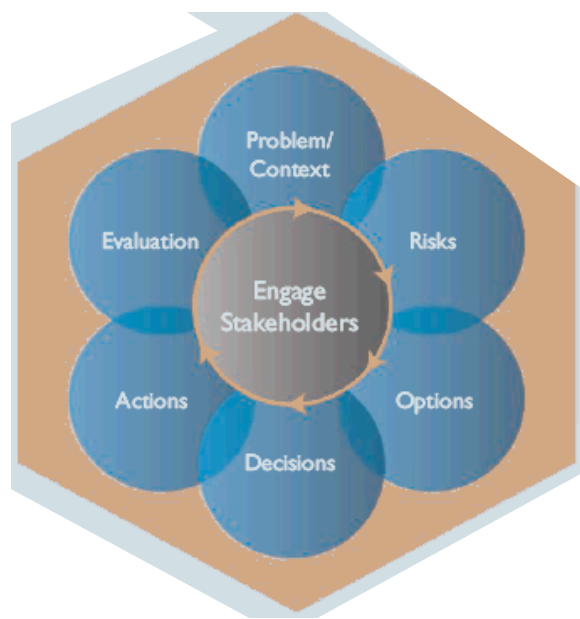 Problem/
Context
Risks
Options
Decisions
Actions
Evaluation
Engage
Stakeholders